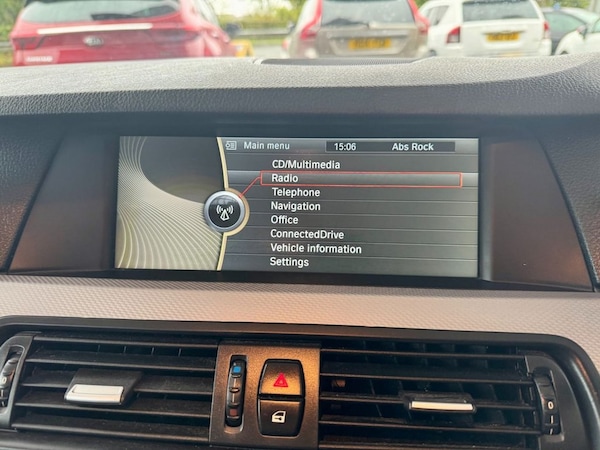 Main menu 15:06 Abs Rock
CD/Multimedia
Radio
Telephone
Navigation
Office
ConnectedDrive
Vehicle information
Settings